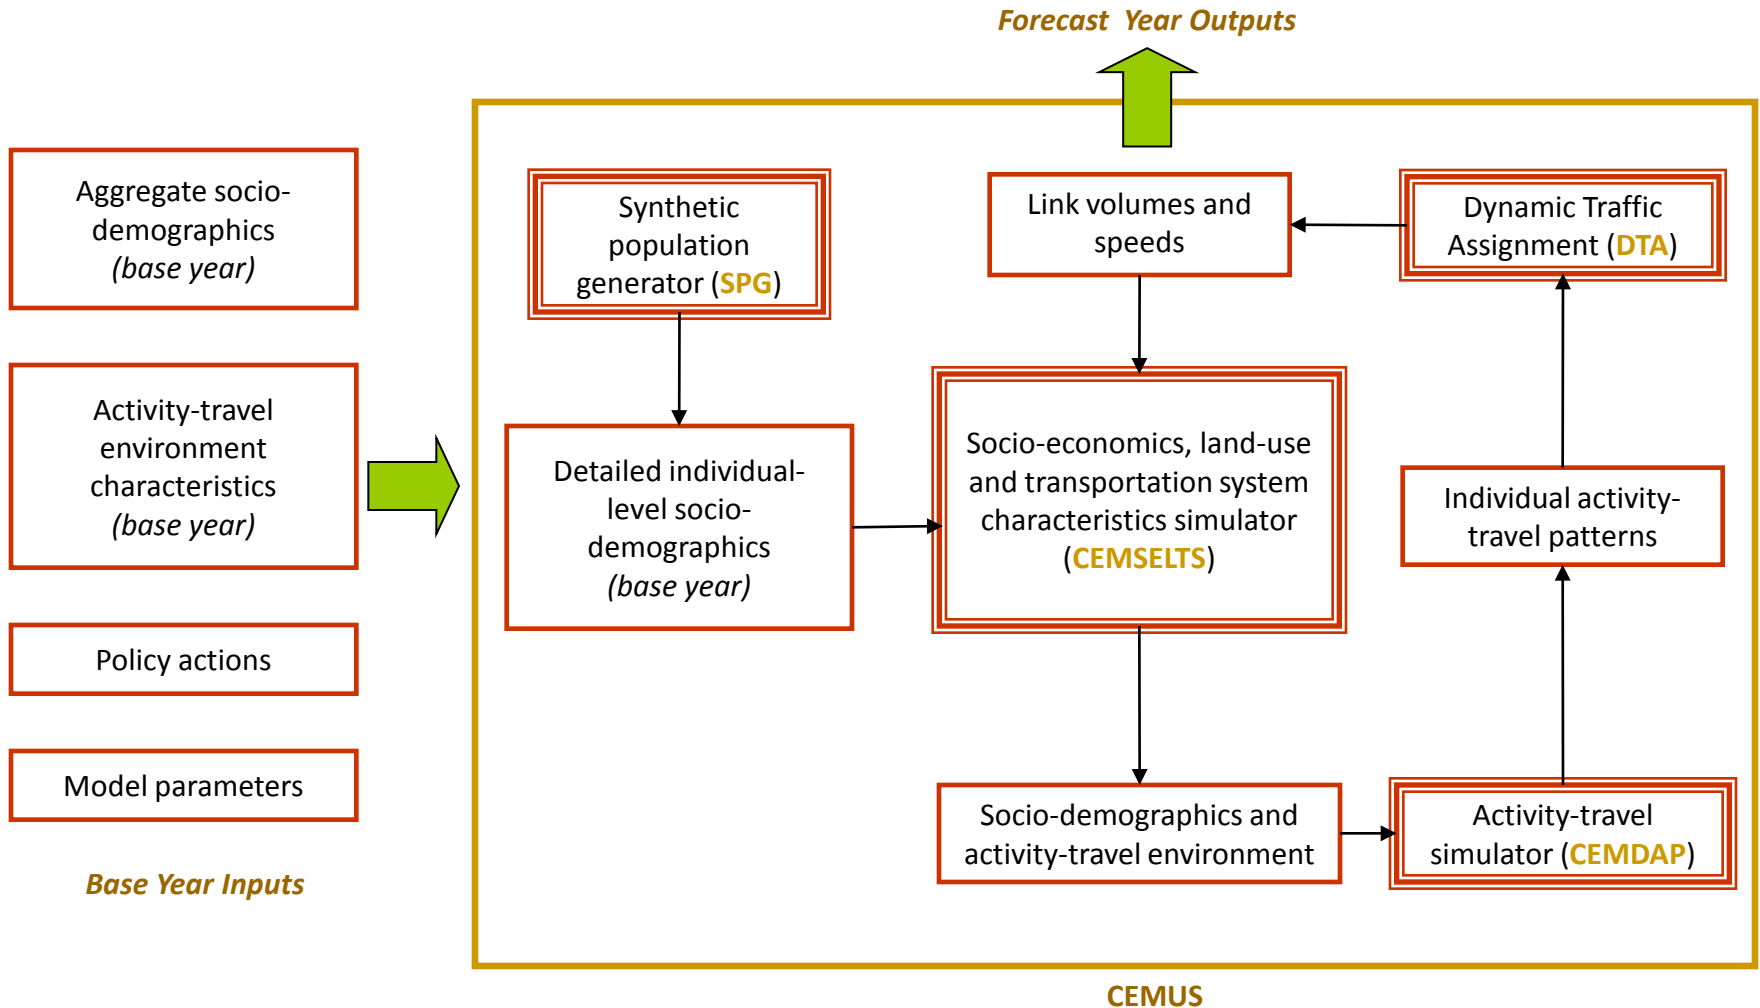 Forecast Year Outputs
Aggregate socio-
demographics
(base year)
Activity-travel
environment
characteristics
(base year)
Policy actions
Model parameters
Base Year Inputs
Synthetic
population
generator (SPG)
Detailed individual-
level socio-
demographics
(base year)
Link volumes and
speeds
Socio-economics, land-use
and transportation system
characteristics simulator
(CEMSELTS)
Socio-demographics and
activity-travel environment
Dynamic Traffic
Assignment (DTA)
Individual activity-
travel patterns
Activity-travel
simulator (CEMDAP)
CEMUS